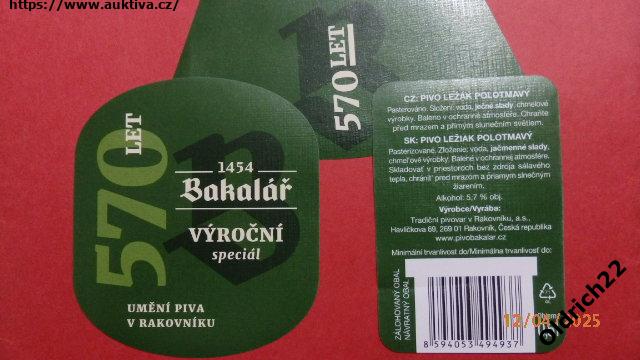 https://www.auktiva.cz/
570 LET
570 LET
1454
Bakalář
VÝROČNÍ
speciál
UMĚNÍ PIVA
V RAKOVNÍKU
CZ: PIVO LEŽÁK POLOTMAVÝ
Pasterováno. Složení: voda, ječné slady, chmelové
výrobky. Baleno v ochranné atmosféře. Chraňte
před mrazem a přímým slunečním světlem.
SK: PIVO LEŽIAK POLOTMAVÝ
Pasterizované. Zloženie: voda, jačmenné slady,
chmeľové výrobky. Balené v ochrannej atmosfére.
Skladovať v priestoroch bez zdroja sálavého
tepla, chrániť pred mrazom a priamym slnečným
žiarením.
Alkohol: 5,7 % obj.
Výrobce/Výrába:
Tradiční pivovar v Rakovníku, a.s.,
Havlíčkova 69, 269 01 Rakovník, Česká republika
www.pivobakalar.cz
Minimální trvanlivost do/Minimálna trvanlivosť do:
ZÁLOHOVANÝ OBAL
NÁVRATNÝ OBAL
8 594053 494937
GL
12/04/2025
oldrich22